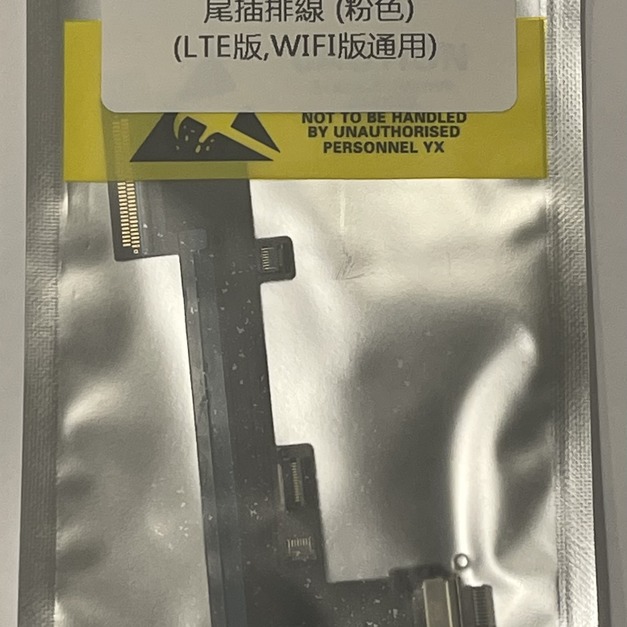 尾插排線 (粉色)
(LTE版,WIFI版通用)
NOT TO BE HANDLED
BY UNAUTHORISED
PERSONNEL YX